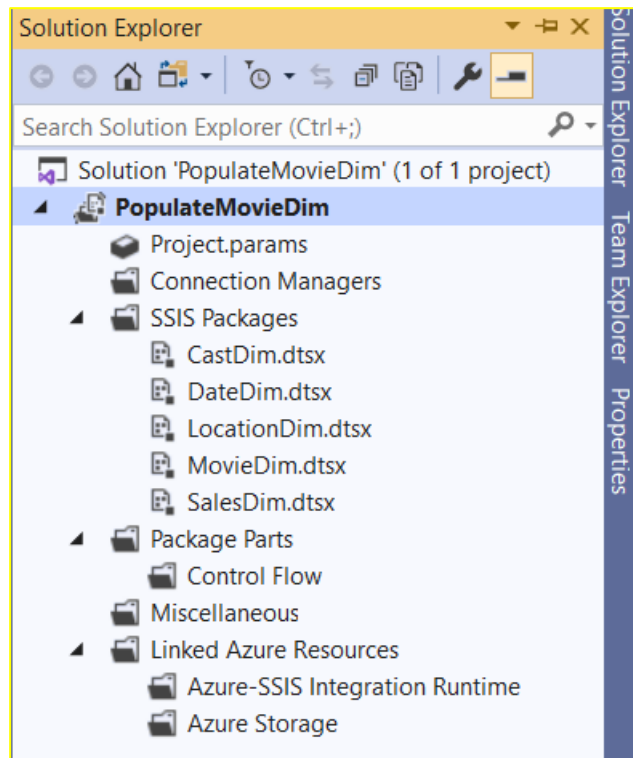 Solution Explorer
Search Solution Explorer (Ctrl+;)
Solution 'PopulateMovieDim' (1 of 1 project)
PopulateMovieDim
Project.params
Connection Managers
SSIS Packages
CastDim.dtsx
DateDim.dtsx
LocationDim.dtsx
MovieDim.dtsx
SalesDim.dtsx
Package Parts
Control Flow
Miscellaneous
Linked Azure Resources
Azure-SSIS Integration Runtime
Azure Storage
Solution Explorer
Team Explorer
Properties